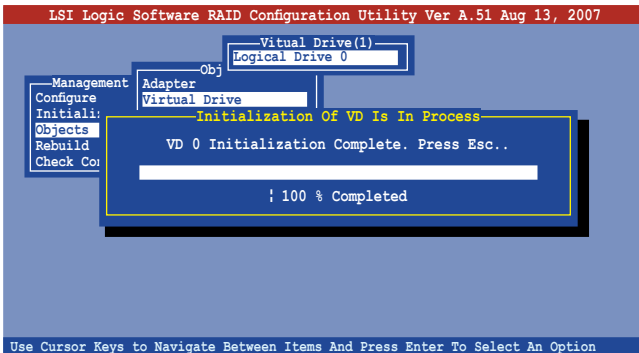 LSI Logic Software RAID Configuration Utility Ver A.51 Aug 13, 2007
Vitual Drive(1)
Logical Drive 0
Obj
Adapter
Virtual Drive
Management
Configure
Initiali
Objects
Rebuild
Check Co
Initialization Of VD Is In Process
VD 0 Initialization Complete. Press Esc..
¦ 100 % Completed
Use Cursor Keys to Navigate Between Items And Press Enter To Select An Option